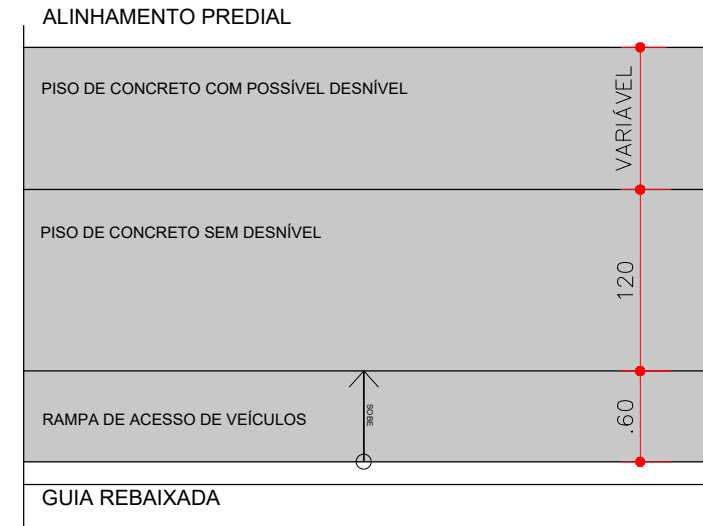 ALINHAMENTO PREDIAL
PISO DE CONCRETO COM POSSÍVEL DESNÍVEL
VARIÁVEL
PISO DE CONCRETO SEM DESNÍVEL
120
RAMPA DE ACESSO DE VEÍCULOS
SOBE
.60
GUIA REBAIXADA